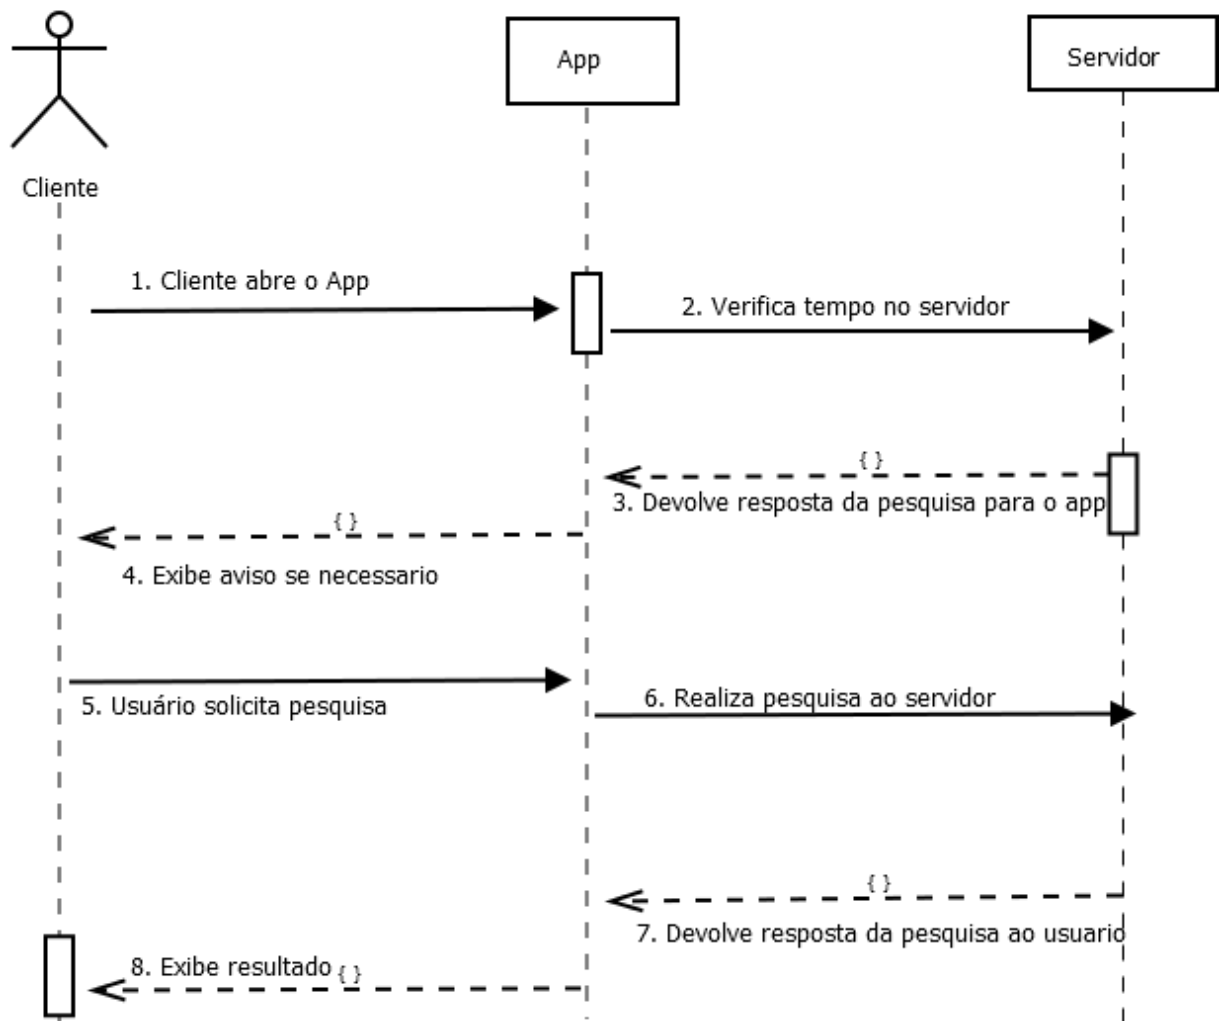 App
Servidor
Cliente
1. Cliente abre o App
2. Verifica tempo no servidor
{ }
3. Devolve resposta da pesquisa para o app
{ }
4. Exibe aviso se necessario
5. Usuário solicita pesquisa
6. Realiza pesquisa ao servidor
{ }
7. Devolve resposta da pesquisa ao usuario
8. Exibe resultado { }